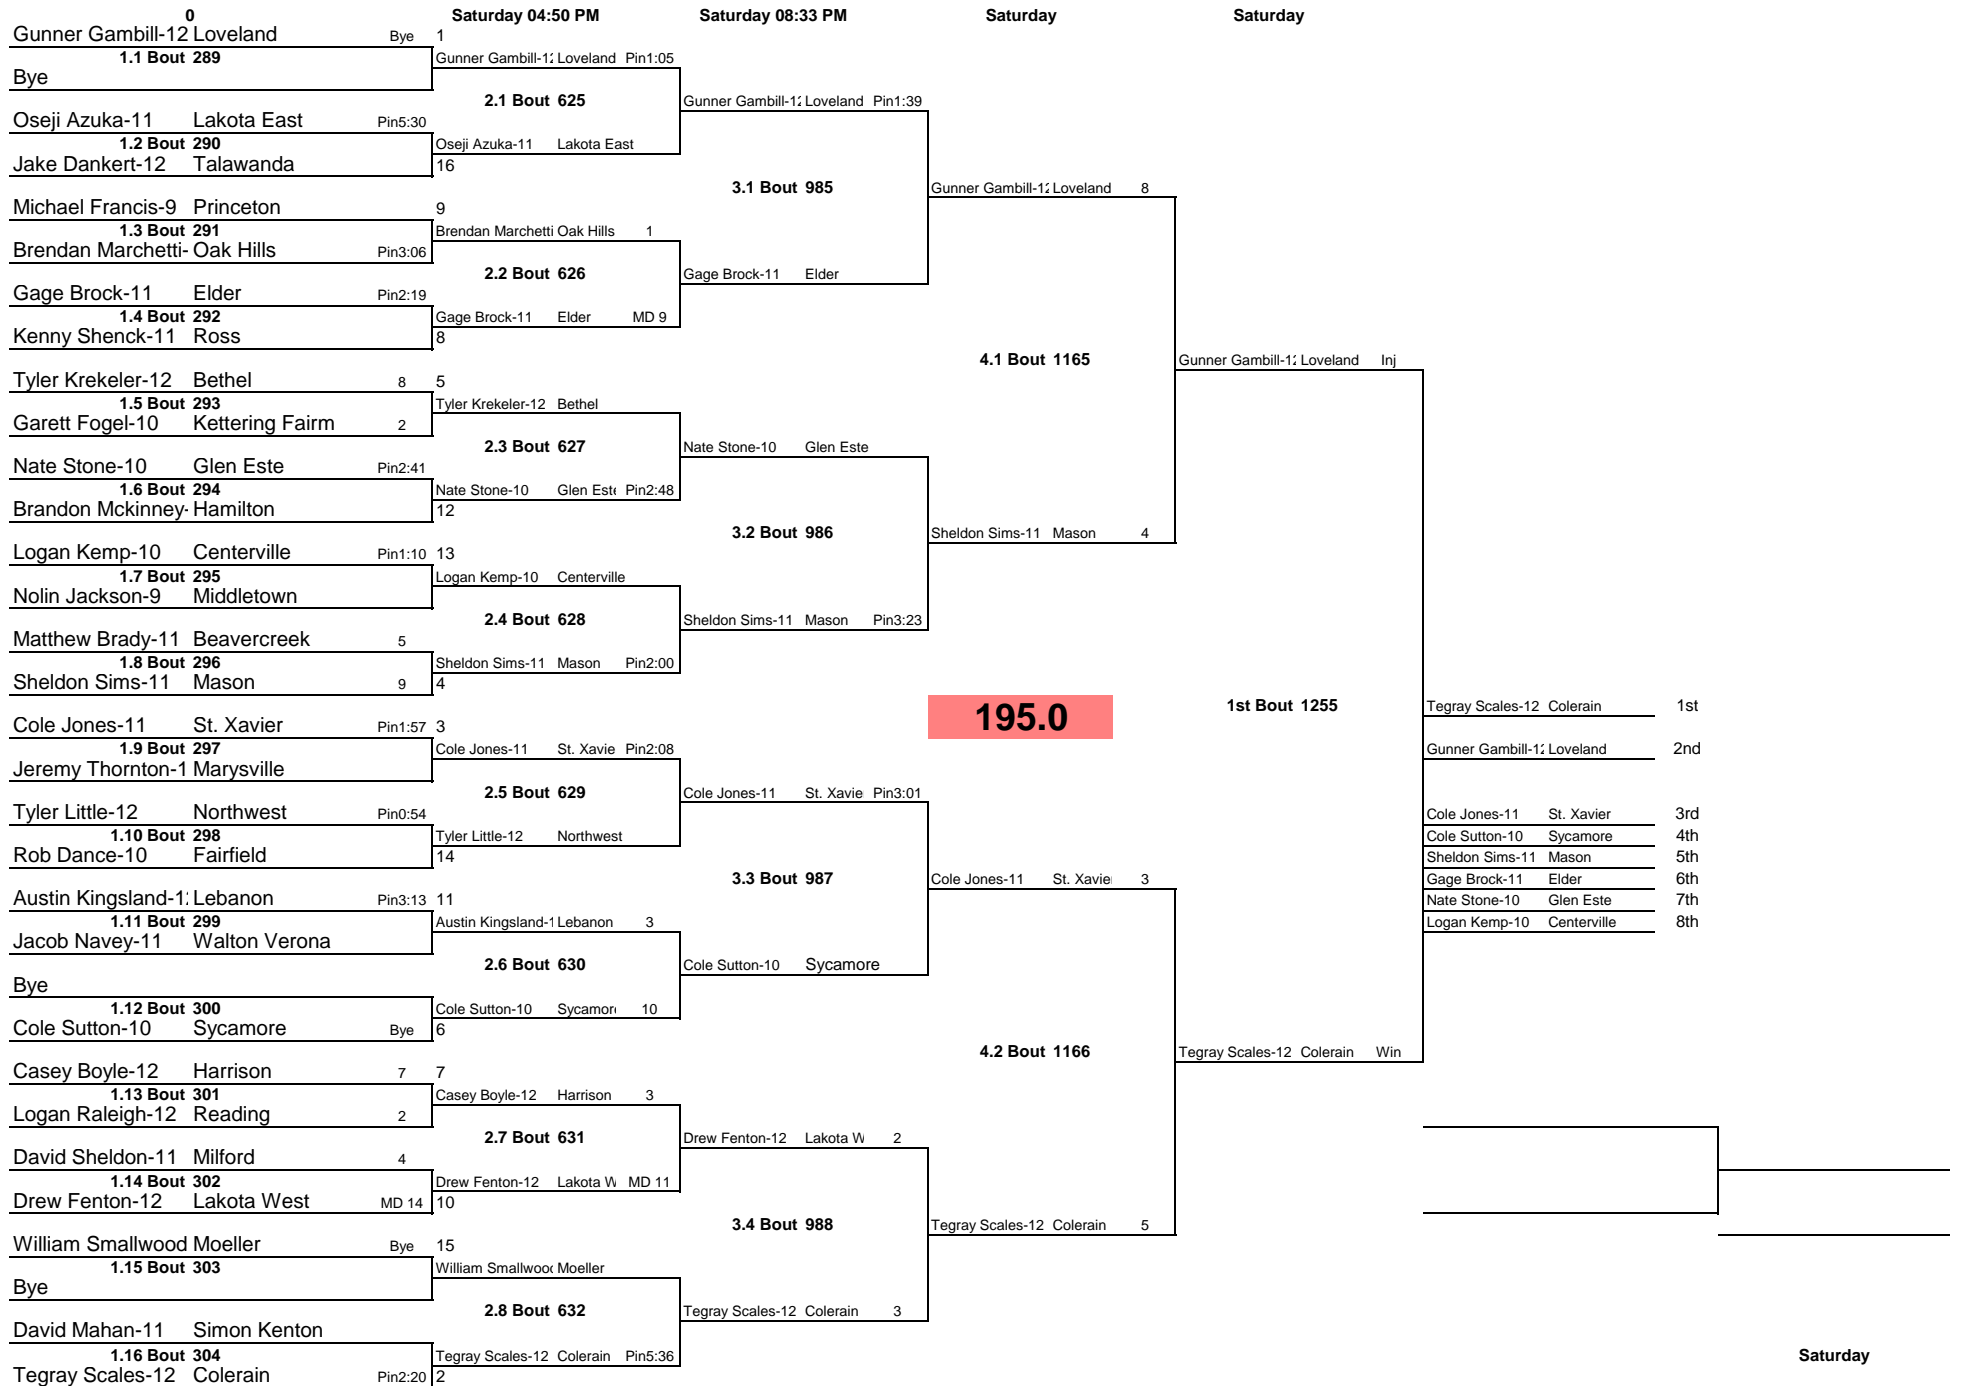 0 Saturday 04:50 PM Saturday 08:33 PM Saturday Saturday
Gunner Gambill-12 Loveland Bye 1
1.1 Bout 289 Gunner Gambill-12 Loveland Pin1:05
Bye
2.1 Bout 625 Gunner Gambill-12 Loveland Pin1:39
Oseji Azuka-11 Lakota East Pin5:30
1.2 Bout 290 Oseji Azuka-11 Lakota East
Jake Dankert-12 Talawanda 16
3.1 Bout 985 Gunner Gambill-12 Loveland 8
Michael Francis-9 Princeton 9
1.3 Bout 291 Brendan Marchetti Oak Hills 1
Brendan Marchetti- Oak Hills Pin3:06
2.2 Bout 626 Gage Brock-11 Elder
Gage Brock-11 Elder Pin2:19
1.4 Bout 292 Gage Brock-11 Elder MD 9
Kenny Shenck-11 Ross 8
4.1 Bout 1165 Gunner Gambill-12 Loveland Inj
Tyler Krekeler-12 Bethel 8 5
1.5 Bout 293 Tyler Krekeler-12 Bethel
Garett Fogel-10 Kettering Fairm 2
2.3 Bout 627 Nate Stone-10 Glen Este
Nate Stone-10 Glen Este Pin2:41
1.6 Bout 294 Nate Stone-10 Glen Este Pin2:48
Brandon Mckinney- Hamilton 12
3.2 Bout 986 Sheldon Sims-11 Mason 4
Logan Kemp-10 Centerville Pin1:10 13
1.7 Bout 295 Logan Kemp-10 Centerville
Nolin Jackson-9 Middletown
2.4 Bout 628 Sheldon Sims-11 Mason Pin3:23
Matthew Brady-11 Beavercreek 5
1.8 Bout 296 Sheldon Sims-11 Mason Pin2:00
Sheldon Sims-11 Mason 9 4
195.0 1st Bout 1255 Tegray Scales-12 Colerain 1st
Cole Jones-11 St. Xavier Pin1:57 3
1.9 Bout 297 Cole Jones-11 St. Xavie Pin2:08 Gunner Gambill-12 Loveland 2nd
Jeremy Thornton-1 Marysville
2.5 Bout 629 Cole Jones-11 St. Xavie Pin3:01
Tyler Little-12 Northwest Pin0:54 Cole Jones-11 St. Xavier 3rd
1.10 Bout 298 Tyler Little-12 Northwest Cole Sutton-10 Sycamore 4th
Rob Dance-10 Fairfield 14 Sheldon Sims-11 Mason 5th
3.3 Bout 987 Cole Jones-11 St. Xavie 3 Gage Brock-11 Elder 6th
Austin Kingsland-1 Lebanon Pin3:13 11 Nate Stone-10 Glen Este 7th
1.11 Bout 299 Austin Kingsland-1 Lebanon 3 Logan Kemp-10 Centerville 8th
Jacob Navey-11 Walton Verona
2.6 Bout 630 Cole Sutton-10 Sycamore
Bye
1.12 Bout 300 Cole Sutton-10 Sycamor 10
Cole Sutton-10 Sycamore Bye 6
4.2 Bout 1166 Tegray Scales-12 Colerain Win
Casey Boyle-12 Harrison 7 7
1.13 Bout 301 Casey Boyle-12 Harrison 3
Logan Raleigh-12 Reading 2
2.7 Bout 631 Drew Fenton-12 Lakota W 2
David Sheldon-11 Milford 4
1.14 Bout 302 Drew Fenton-12 Lakota W MD 11
Drew Fenton-12 Lakota West MD 14 10
3.4 Bout 988 Tegray Scales-12 Colerain 5
William Smallwood Moeller Bye 15
1.15 Bout 303 William Smallwood Moeller
Bye
2.8 Bout 632 Tegray Scales-12 Colerain 3
David Mahan-11 Simon Kenton
1.16 Bout 304 Tegray Scales-12 Colerain Pin5:36 Saturday
Tegray Scales-12 Colerain Pin2:20 2